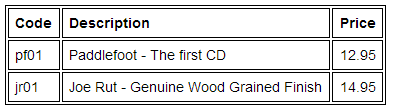 Code Description Price
pf01 Paddlefoot - The first CD 12.95
jr01 Joe Rut - Genuine Wood Grained Finish 14.95